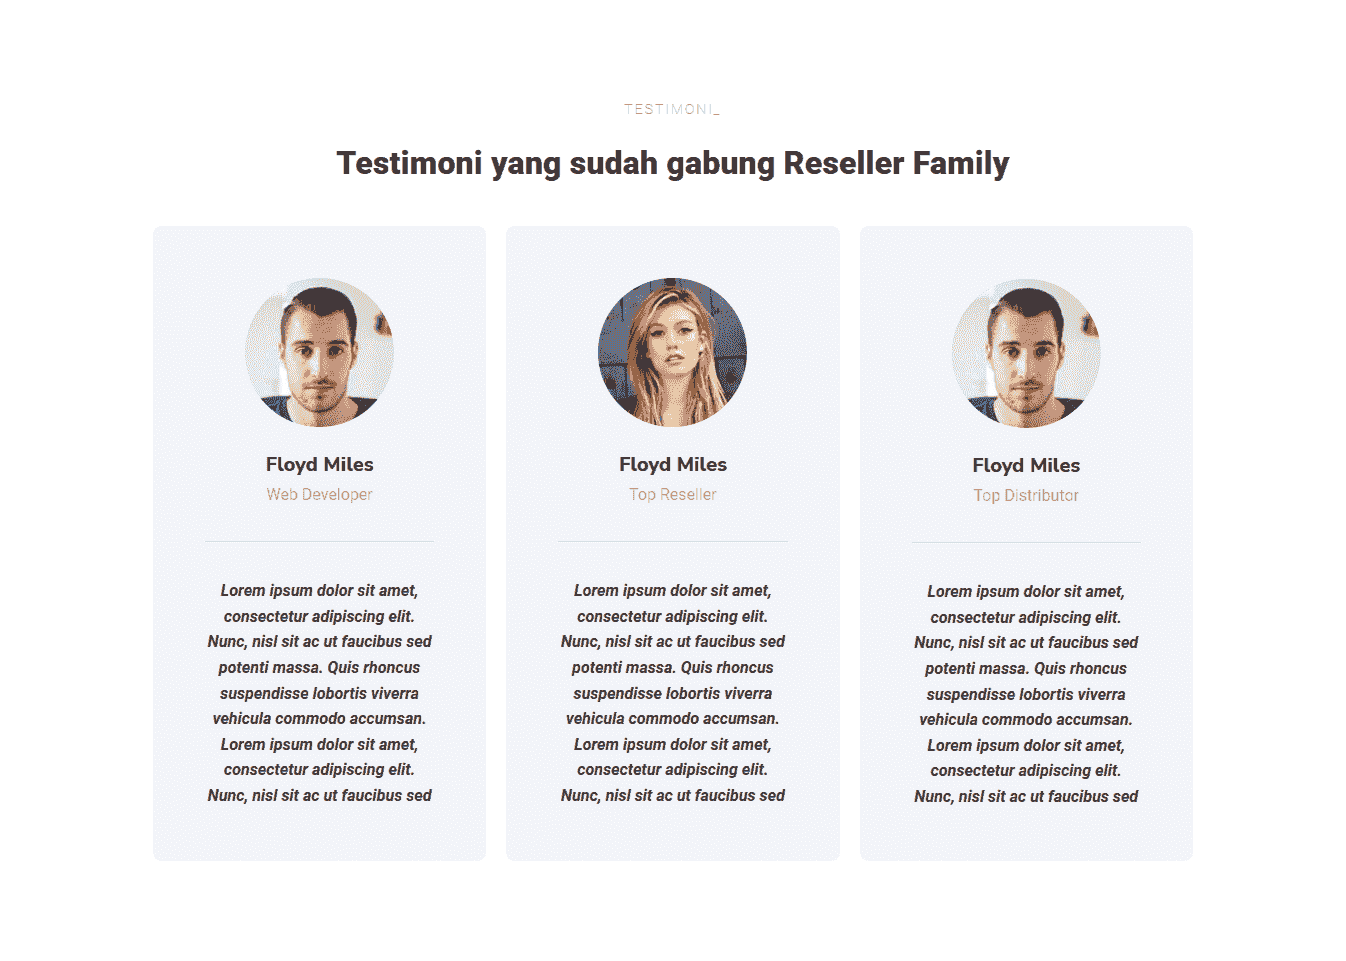 TESTIMONI_
Testimoni yang sudah gabung Reseller Family
Floyd Miles
Web Developer
Lorem ipsum dolor sit amet,
consectetur adipiscing elit.
Nunc, nisl sit ac ut faucibus sed
potenti massa. Quis rhoncus
suspendisse lobortis viverra
vehicula commodo accumsan.
Lorem ipsum dolor sit amet,
consectetur adipiscing elit.
Nunc, nisl sit ac ut faucibus sed
Floyd Miles
Top Reseller
Lorem ipsum dolor sit amet,
consectetur adipiscing elit.
Nunc, nisl sit ac ut faucibus sed
potenti massa. Quis rhoncus
suspendisse lobortis viverra
vehicula commodo accumsan.
Lorem ipsum dolor sit amet,
consectetur adipiscing elit.
Nunc, nisl sit ac ut faucibus sed
Floyd Miles
Top Distributor
Lorem ipsum dolor sit amet,
consectetur adipiscing elit.
Nunc, nisl sit ac ut faucibus sed
potenti massa. Quis rhoncus
suspendisse lobortis viverra
vehicula commodo accumsan.
Lorem ipsum dolor sit amet,
consectetur adipiscing elit.
Nunc, nisl sit ac ut faucibus sed